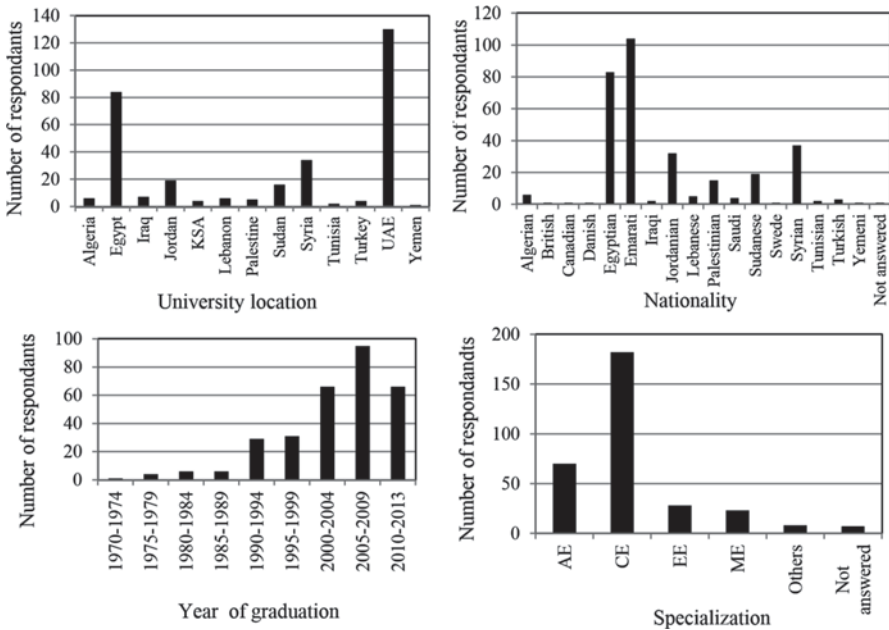 Number of respondants
140
120
100
80
60
40
20
0
Algeria
Egypt
Iraq
Jordan
KSA
Lebanon
Palestine
Sudan
Syria
Tunisia
Turkey
UAE
Yemen
University location
Number of respondants
120
100
80
60
40
20
0
Algerian
British
Canadian
Danish
Egyptian
Emarati
Iraqi
Jordanian
Lebanese
Palestinian
Saudi
Sudanese
Swede
Syrian
Tunisian
Turkish
Yemeni
Not answered
Nationality
Number of respondants
100
80
60
40
20
0
1970-1974
1975-1979
1980-1984
1985-1989
1990-1994
1995-1999
2000-2004
2005-2009
2010-2013
Year of graduation
Number of respondandts
200
150
100
50
0
AE
CE
EE
ME
Others
Not
answered
Specialization